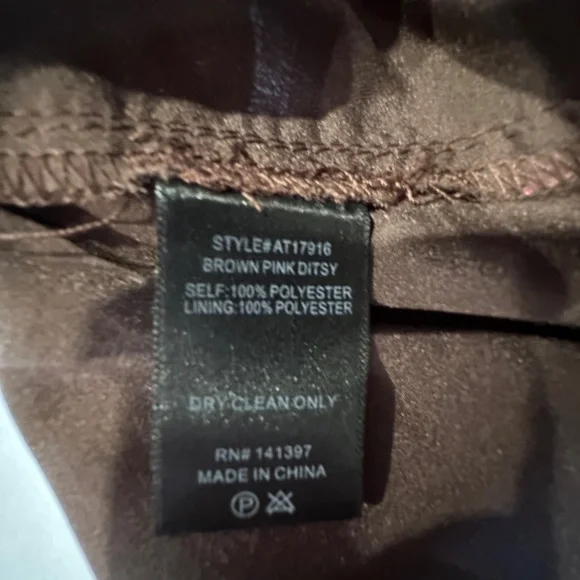 STYLE#AT17916
BROWN PINK DITSY
SELF:100% POLYESTER
LINING:100% POLYESTER
DRY CLEAN ONLY
RN# 141397
MADE IN CHINA
P